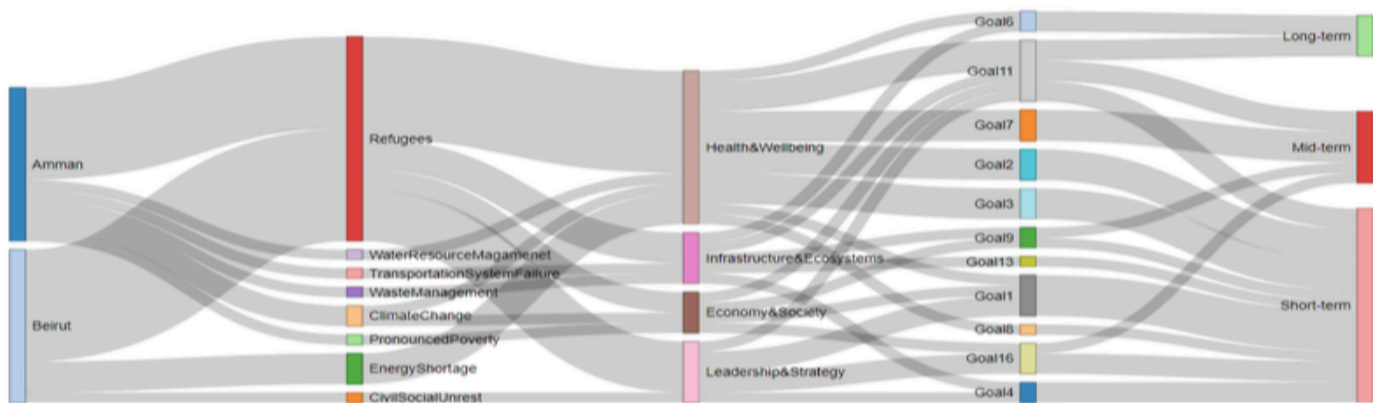 Amman
Beirut
Refugees
WaterResourceMagamenet
TransportationSystemFailure
WasteManagement
ClimateChange
PronouncedPoverty
EnergyShortage
CivilSocialUnrest
Health&Wellbeing
Infrastructure&Ecosystems
Economy&Society
Leadership&Strategy
Goal6
Goal11
Goal7
Goal2
Goal3
Goal9
Goal13
Goal1
Goal8
Goal16
Goal4
Long-term
Mid-term
Short-term